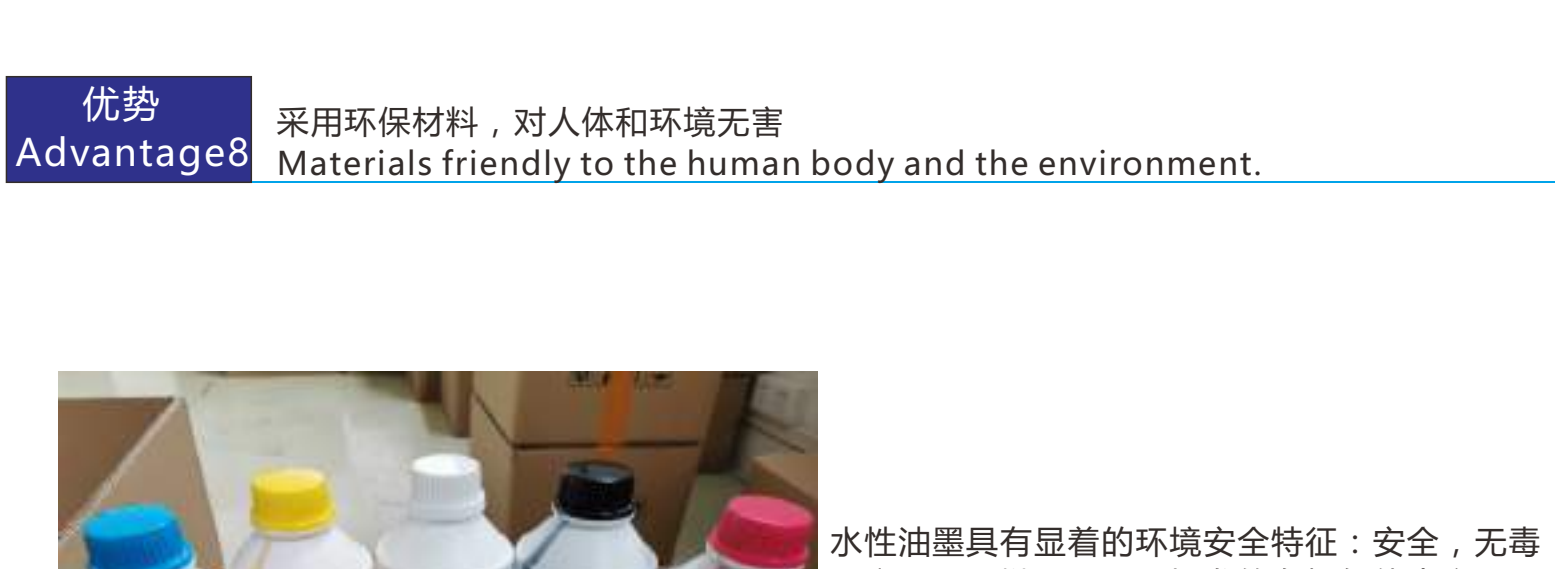 优势
Advantage8
采用环保材料，对人体和环境无害
Materials friendly to the human body and the environment.
水性油墨具有显着的环境安全特征：安全，无毒